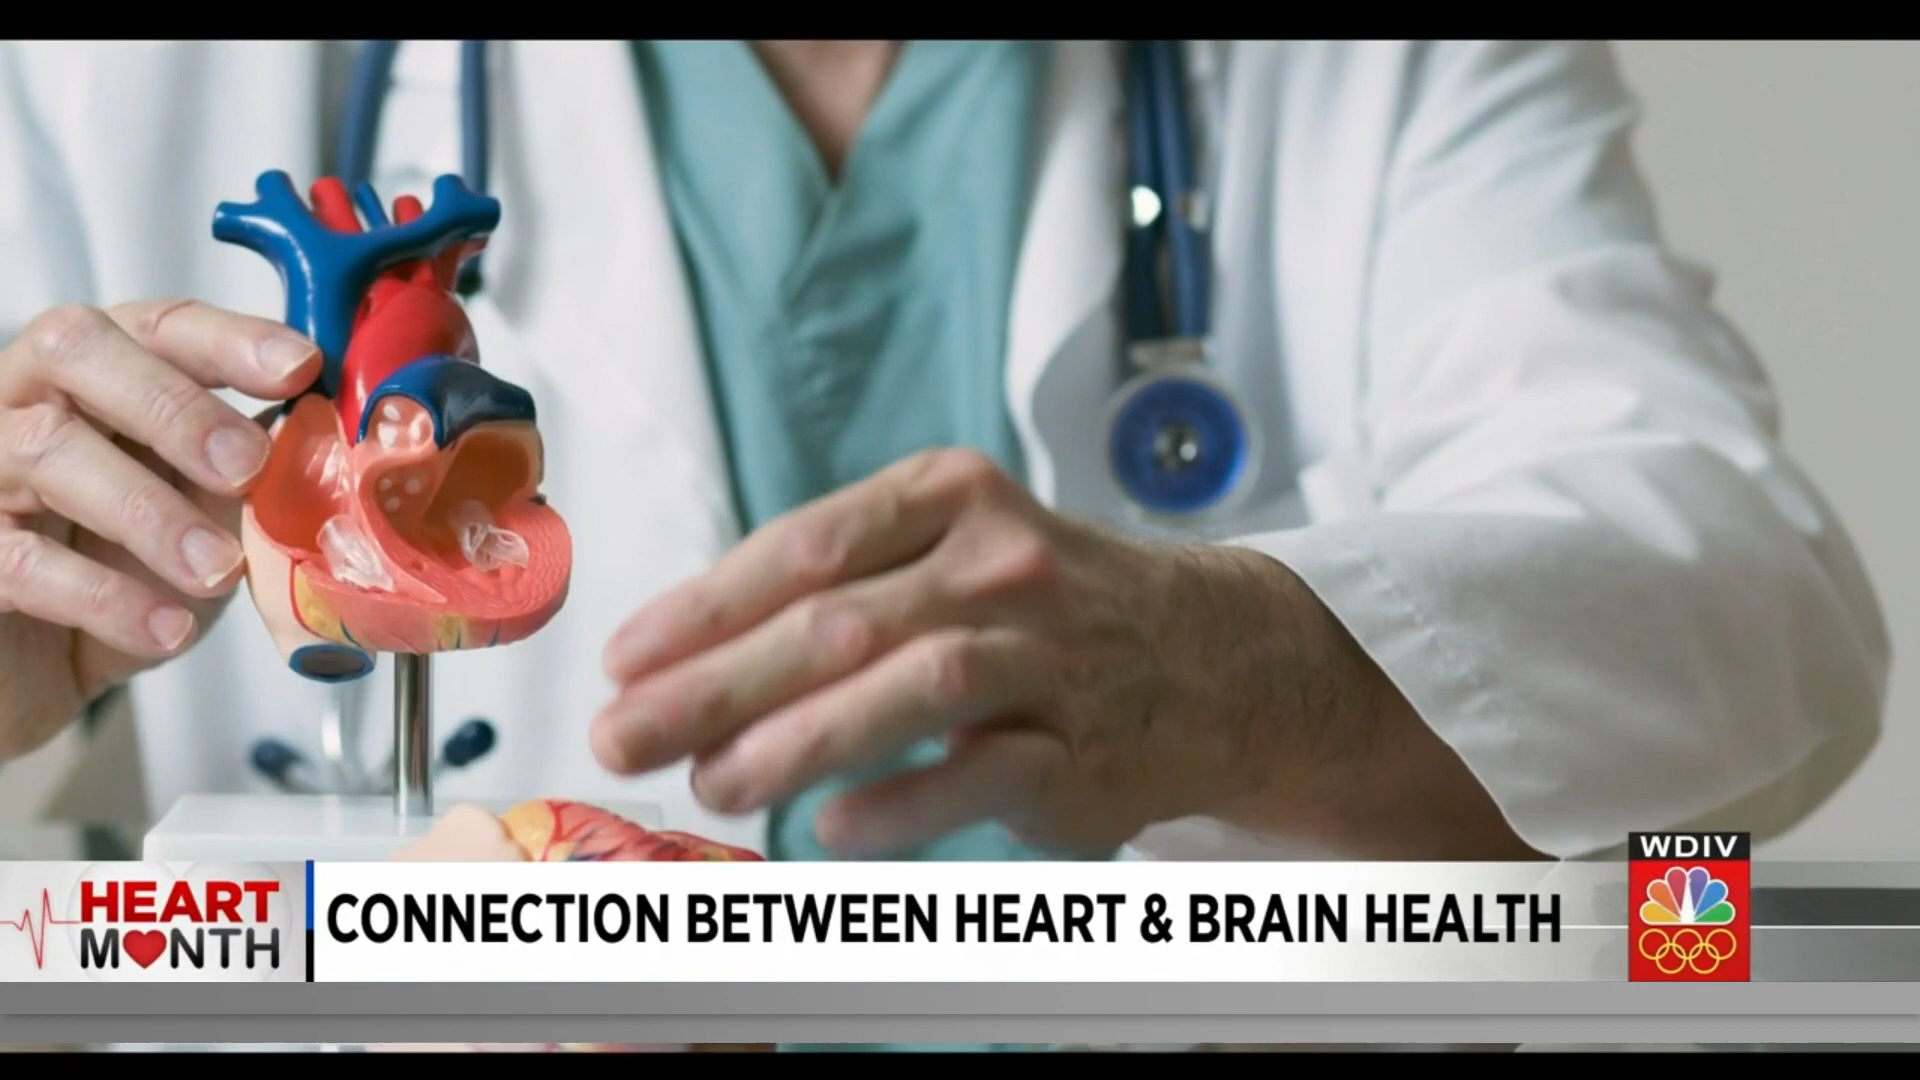 HEART
MONTH
CONNECTION BETWEEN HEART & BRAIN HEALTH
WDIV